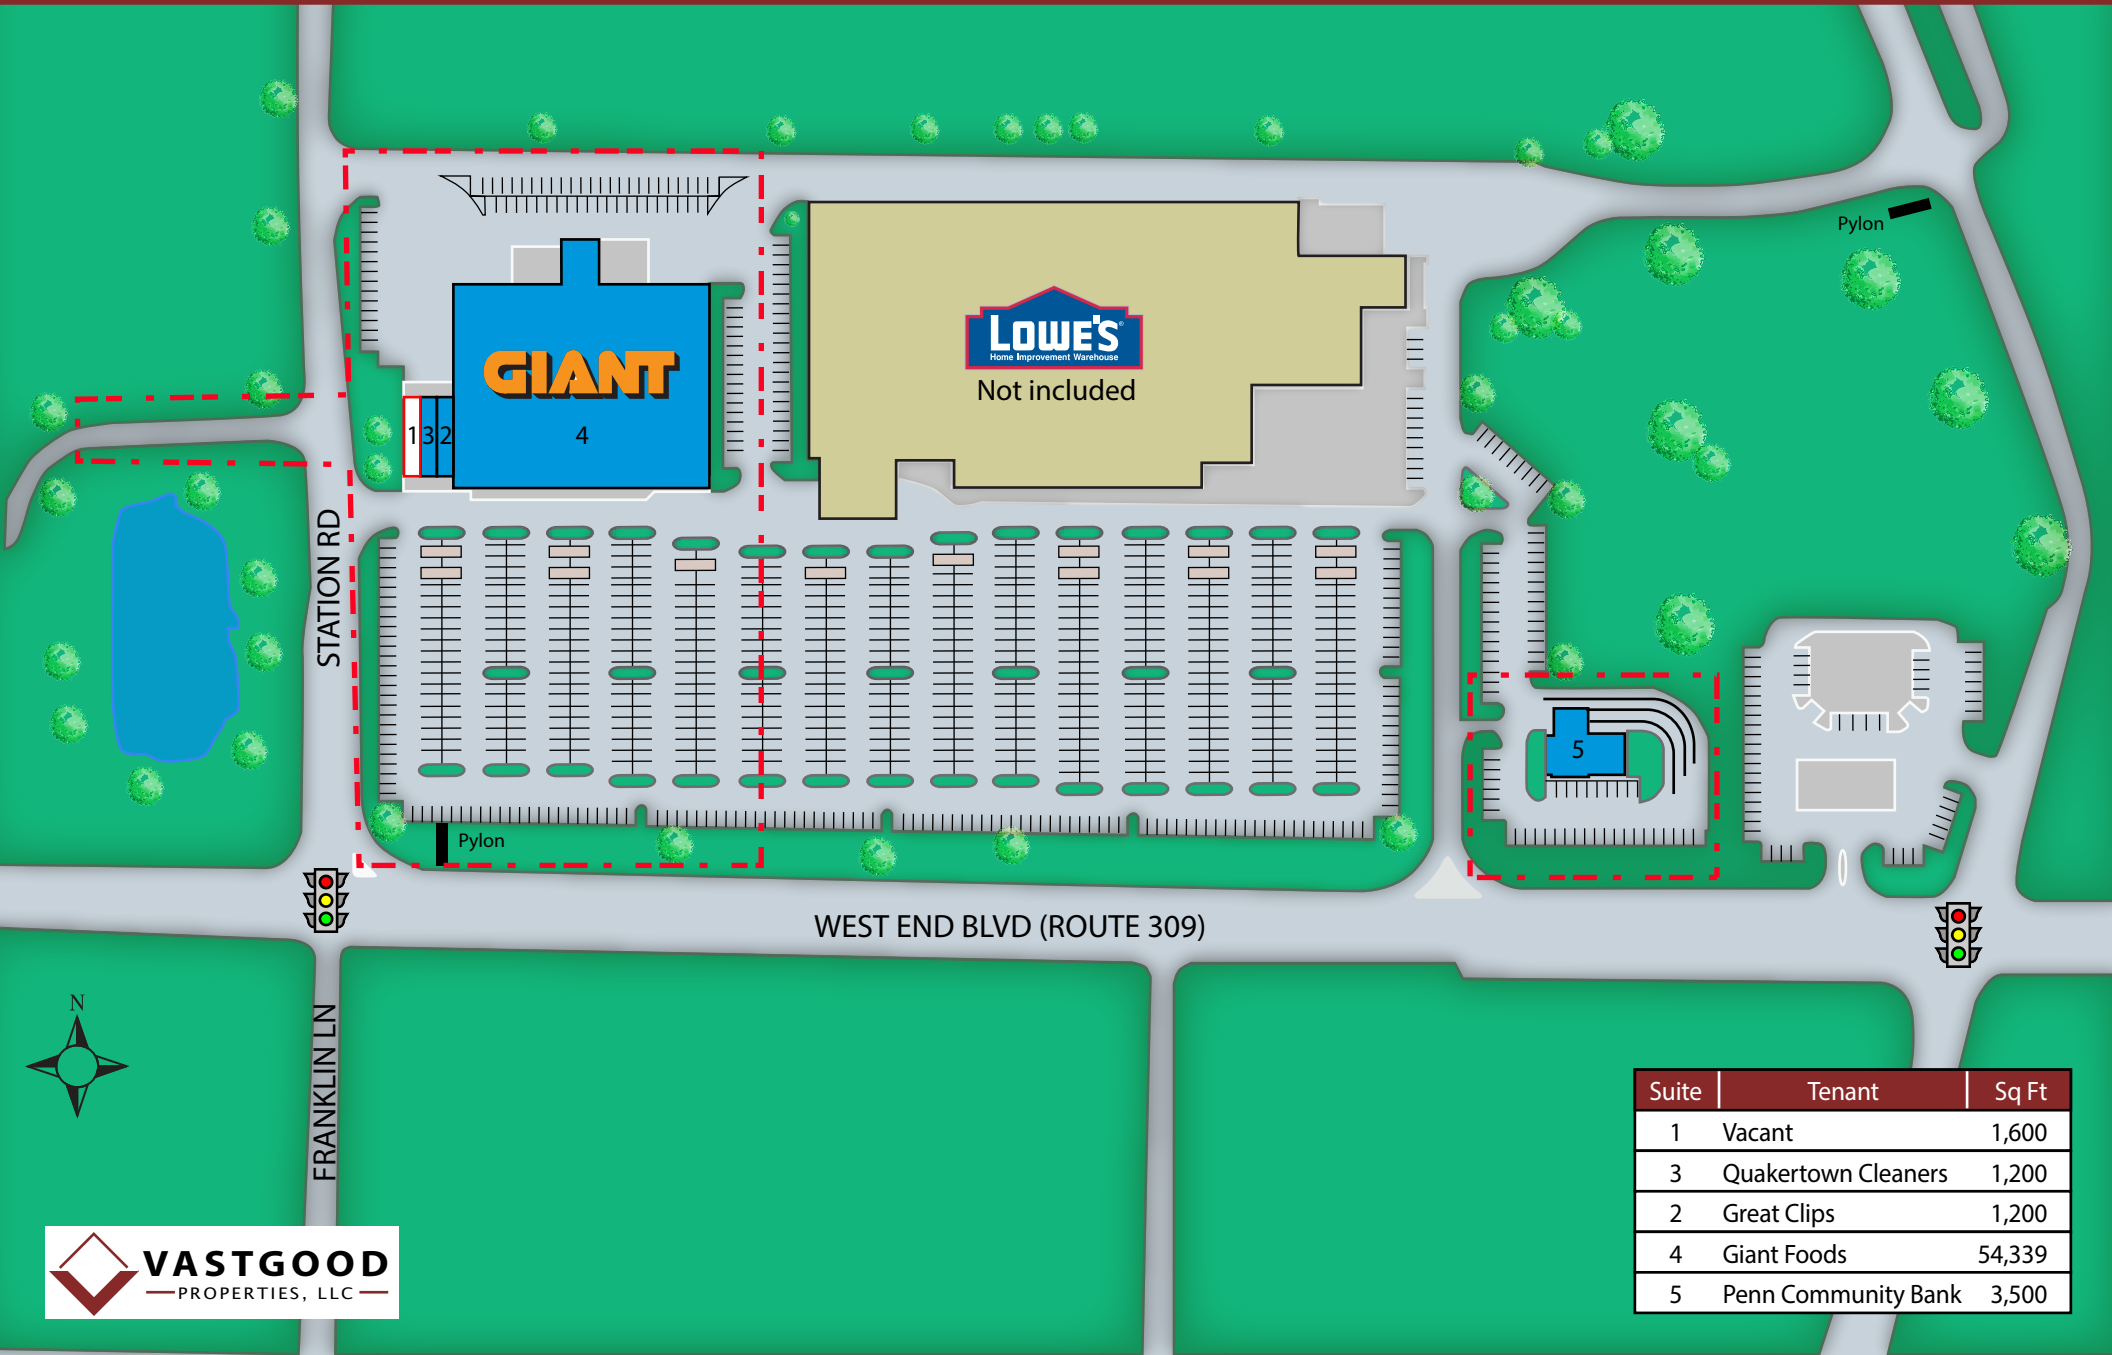 Pylon
LOWE'S®
Home Improvement Warehouse
Not included
GIANT
1 3 2 4
STATION RD
5
Pylon
WEST END BLVD (ROUTE 309)
N
FRANKLIN LN
Suite Tenant Sq Ft
1 Vacant 1,600
3 Quakertown Cleaners 1,200
2 Great Clips 1,200
4 Giant Foods 54,339
5 Penn Community Bank 3,500
VASTGOOD
PROPERTIES, LLC